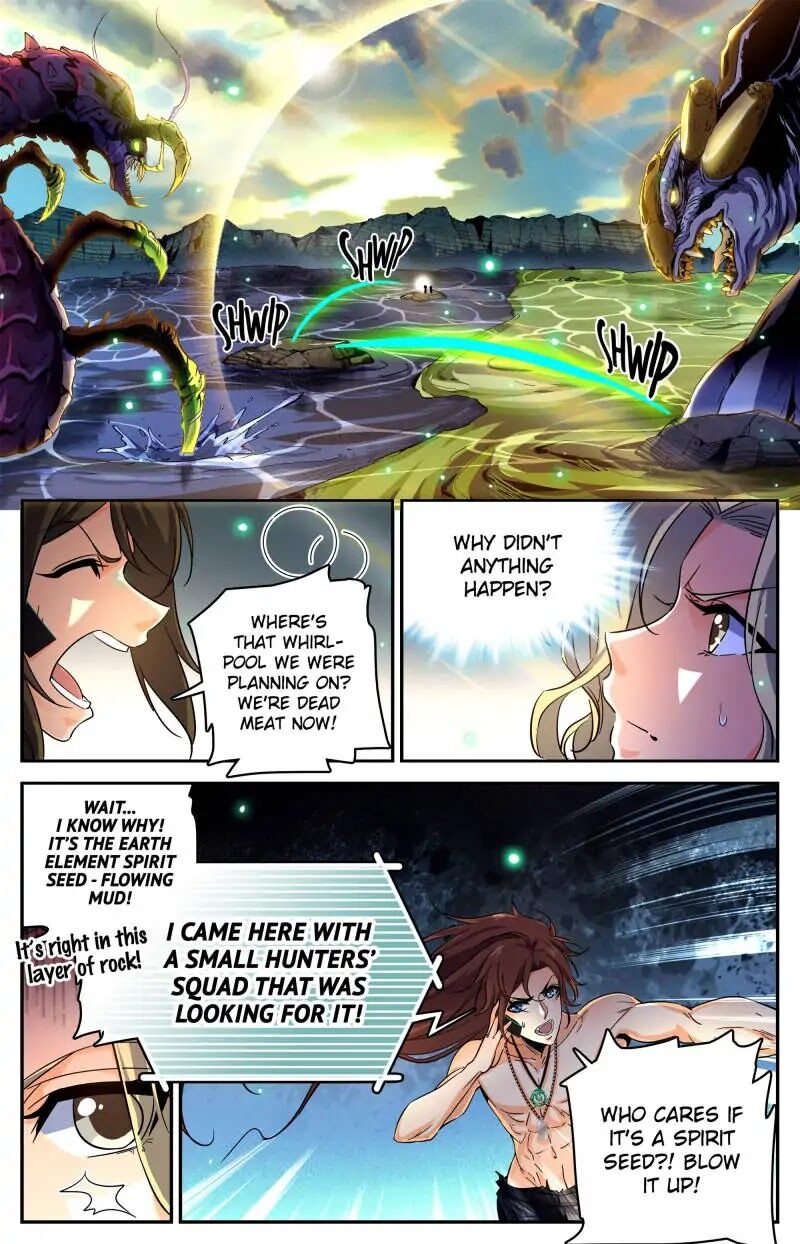 SHWIP
SHWIP
SHWIP
WHERE'S
THAT WHIRL-
POOL WE WERE
PLANNING ON?
WE'RE DEAD
MEAT NOW!
WHY DIDN'T
ANYTHING
HAPPEN?
WAIT...
I KNOW WHY!
IT'S THE EARTH
ELEMENT SPIRIT
SEED - FLOWING
MUD!
It's right in this
layer of rock!
I CAME HERE WITH
A SMALL HUNTERS'
SQUAD THAT WAS
LOOKING FOR IT!
WHO CARES IF
IT'S A SPIRIT
SEED?! BLOW
IT UP!